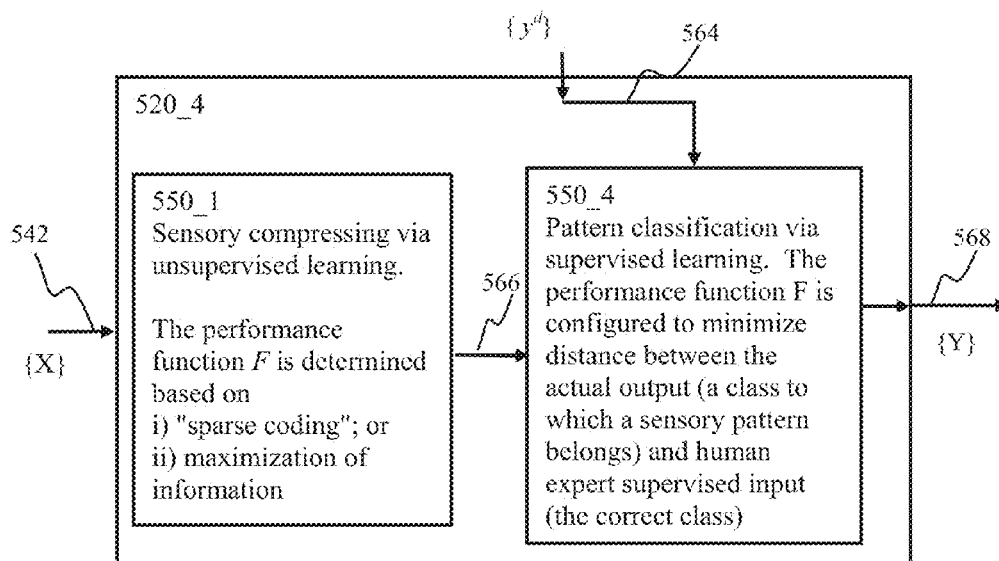 {y^d}
564
520_4
550_1
Sensory compressing via
unsupervised learning.
The performance
function F is determined
based on
i) "sparse coding"; or
ii) maximization of
information
550_4
Pattern classification via
supervised learning. The
performance function F is
configured to minimize
distance between the
actual output (a class to
which a sensory pattern
belongs) and human
expert supervised input
(the correct class)
542
{X}
566
568
{Y}